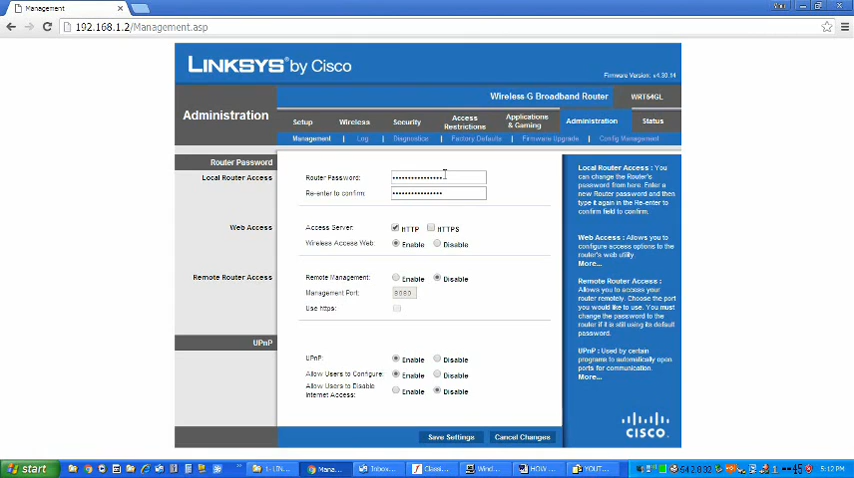 Management
192.168.1.2/Management.asp
LINKSYS by Cisco
Firmware Version: v4.30.14
Wireless G Broadband Router
WRT54GL
Administration
Setup
Wireless
Security
Access Restrictions
Applications & Gaming
Administration
Status
Management | Log | Diagnostics | Factory Defaults | Firmware Upgrade | Config Management
Router Password
Local Router Access
Router Password:
Re-enter to confirm:
Web Access
Access Server: HTTP HTTPS
Wireless Access Web: Enable Disable
Remote Router Access
Remote Management: Enable Disable
Management Port: 8080
Use https:
UPnP
UPnP: Enable Disable
Allow Users to Configure: Enable Disable
Allow Users to Disable
Internet Access: Enable Disable
Save Settings
Cancel Changes
Local Router Access : You
can change the Router's
password from here. Enter a
new Router password and then
type it again in the Re-enter to
confirm field to confirm.
Web Access : Allows you to
configure access options to the
router's web utility.
More...
Remote Router Access :
Allows you to access your
router remotely. Choose the port
you would like to use. You must
change the password to the
router if it is still using its default
password.
UPnP : Used by certain
programs to automatically open
ports for communication.
More...
CISCO
start
1- LIN...
Mana...
Inbox...
Classi...
Wind...
HOW ...
YOUT...
5:12 PM